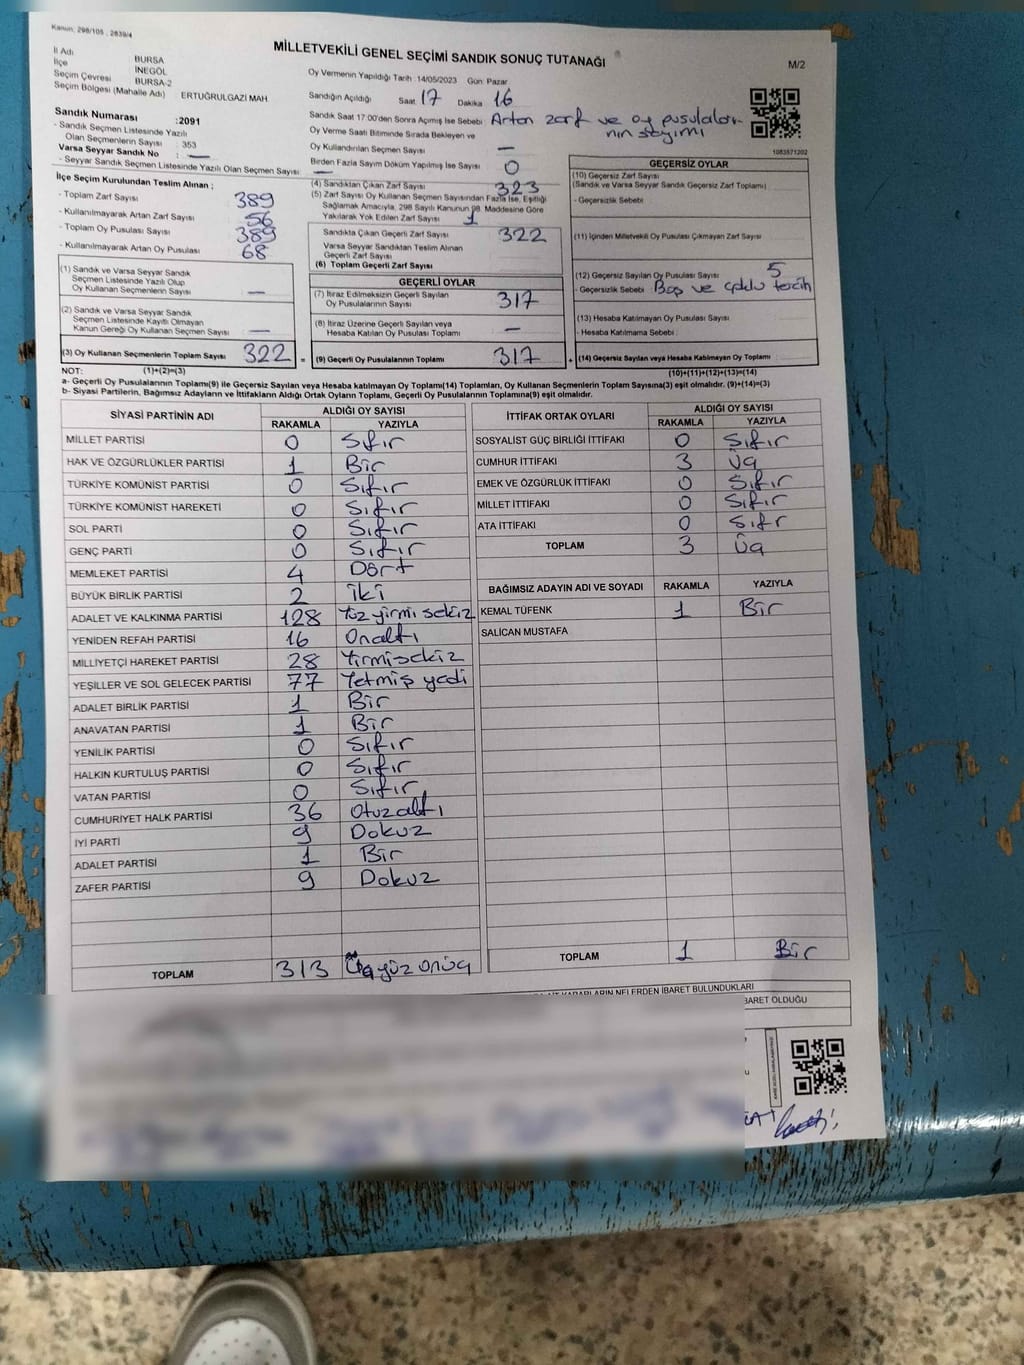 Kanun; 298/105 , 2839/4
MİLLETVEKİLİ GENEL SEÇİMİ SANDIK SONUÇ TUTANAĞI
M/2
İl Adı BURSA
İlçe İNEGÖL
Seçim Çevresi BURSA-2
Seçim Bölgesi (Mahalle Adı) : ERTUĞRULGAZİ MAH.
Sandık Numarası :2091
- Sandık Seçmen Listesinde Yazılı
Olan Seçmenlerin Sayısı : 353
Varsa Seyyar Sandık No : —
- Seyyar Sandık Seçmen Listesinde Yazılı Olan Seçmen Sayısı : —
Oy Vermenin Yapıldığı Tarih :14/05/2023 Gün: Pazar
Sandığın Açıldığı Saat 17 Dakika 16
Sandık Saat 17.00'den Sonra Açılmış İse Sebebi : Artan zarf ve oy pusulaları-
nın sayımı
Oy Verme Saati Bitiminde Sırada Bekleyen ve
Oy Kullandırılan Seçmen Sayısı —
Birden Fazla Sayım Döküm Yapılmış İse Sayısı : 0
1083571202
İlçe Seçim Kurulundan Teslim Alınan ;
- Toplam Zarf Sayısı 389
- Kullanılmayarak Artan Zarf Sayısı 56
- Toplam Oy Pusulası Sayısı 389
- Kullanılmayarak Artan Oy Pusulası 68
(1) Sandık ve Varsa Seyyar Sandık
Seçmen Listesinde Yazılı Olup
Oy Kullanan Seçmenlerin Sayısı —
(2) Sandık ve Varsa Seyyar Sandık
Seçmen Listesinde Kayıtlı Olmayan
Kanun Gereği Oy Kullanan Seçmen Sayısı —
(3) Oy Kullanan Seçmenlerin Toplam Sayısı 322 =
(1)+(2)=(3)
(4) Sandıktan Çıkan Zarf Sayısı 323
(5) Zarf Sayısı Oy Kullanan Seçmen Sayısından Fazla İse, Eşitliği
Sağlamak Amacıyla, 298 Sayılı Kanunun 98. Maddesine Göre
Yakılarak Yok Edilen Zarf Sayısı 1
Sandıkta Çıkan Geçerli Zarf Sayısı 322
Varsa Seyyar Sandıktan Teslim Alınan
Geçerli Zarf Sayısı
(6) Toplam Geçerli Zarf Sayısı
GEÇERLİ OYLAR
(7) İtiraz Edilmeksizin Geçerli Sayılan
Oy Pusulalarının Sayısı 317
(8) İtiraz Üzerine Geçerli Sayılan veya
Hesaba Katılan Oy Pusulası Toplamı —
(9) Geçerli Oy Pusulalarının Toplamı 317 +
GEÇERSİZ OYLAR
(10) Geçersiz Zarf Sayısı
(Sandık ve Varsa Seyyar Sandık Geçersiz Zarf Toplamı)
- Geçersizlik Sebebi
(11) İçinden Milletvekili Oy Pusulası Çıkmayan Zarf Sayısı
(12) Geçersiz Sayılan Oy Pusulası Sayısı 5
- Geçersizlik Sebebi Boş ve çoklu tercih
(13) Hesaba Katılmayan Oy Pusulası Sayısı
- Hesaba Katılmama Sebebi :
(14) Geçersiz Sayılan veya Hesaba Katılmayan Oy Toplamı
(10)+(11)+(12)+(13)=(14)
NOT:
a- Geçerli Oy Pusulalarının Toplamı(9) ile Geçersiz Sayılan veya Hesaba katılmayan Oy Toplamı(14) Toplamları, Oy Kullanan Seçmenlerin Toplam Sayısına(3) eşit olmalıdır. (9)+(14)=(3)
b- Siyasi Partilerin, Bağımsız Adayların ve İttifakların Aldığı Oy Ortak Oyların Toplamı, Geçerli Oy Pusulalarının Toplamına(9) eşit olmalıdır.
SİYASİ PARTİNİN ADI ALDIĞI OY SAYISI
RAKAMLA YAZIYLA
MİLLET PARTİSİ 0 Sıfır
HAK VE ÖZGÜRLÜKLER PARTİSİ 1 Bir
TÜRKİYE KOMÜNİST PARTİSİ 0 Sıfır
TÜRKİYE KOMÜNİST HAREKETİ 0 Sıfır
SOL PARTİ 0 Sıfır
GENÇ PARTİ 0 Sıfır
MEMLEKET PARTİSİ 4 Dört
BÜYÜK BİRLİK PARTİSİ 2 İki
ADALET VE KALKINMA PARTİSİ 128 Yüz yirmi sekiz
YENİDEN REFAH PARTİSİ 16 Onaltı
MİLLİYETÇİ HAREKET PARTİSİ 28 Yirmisekiz
YEŞİLLER VE SOL GELECEK PARTİSİ 77 Yetmiş yedi
ADALET BİRLİK PARTİSİ 1 Bir
ANAVATAN PARTİSİ 1 Bir
YENİLİK PARTİSİ 0 Sıfır
HALKIN KURTULUŞ PARTİSİ 0 Sıfır
VATAN PARTİSİ 0 Sıfır
CUMHURİYET HALK PARTİSİ 36 Otuzaltı
İYİ PARTİ 9 Dokuz
ADALET PARTİSİ 1 Bir
ZAFER PARTİSİ 9 Dokuz
TOPLAM 313 Üçyüz onüç
İTTİFAK ORTAK OYLARI ALDIĞI OY SAYISI
RAKAMLA YAZIYLA
SOSYALİST GÜÇ BİRLİĞİ İTTİFAKI 0 Sıfır
CUMHUR İTTİFAKI 3 Üç
EMEK VE ÖZGÜRLÜK İTTİFAKI 0 Sıfır
MİLLET İTTİFAKI 0 Sıfır
ATA İTTİFAKI 0 Sıfır
TOPLAM 3 Üç
BAĞIMSIZ ADAYIN ADI VE SOYADI RAKAMLA YAZIYLA
KEMAL TÜFENK 1 Bir
SALİCAN MUSTAFA
TOPLAM 1 Bir
KARARLARIN NELERDEN İBARET BULUNDUKLARI
İBARET OLDUĞU